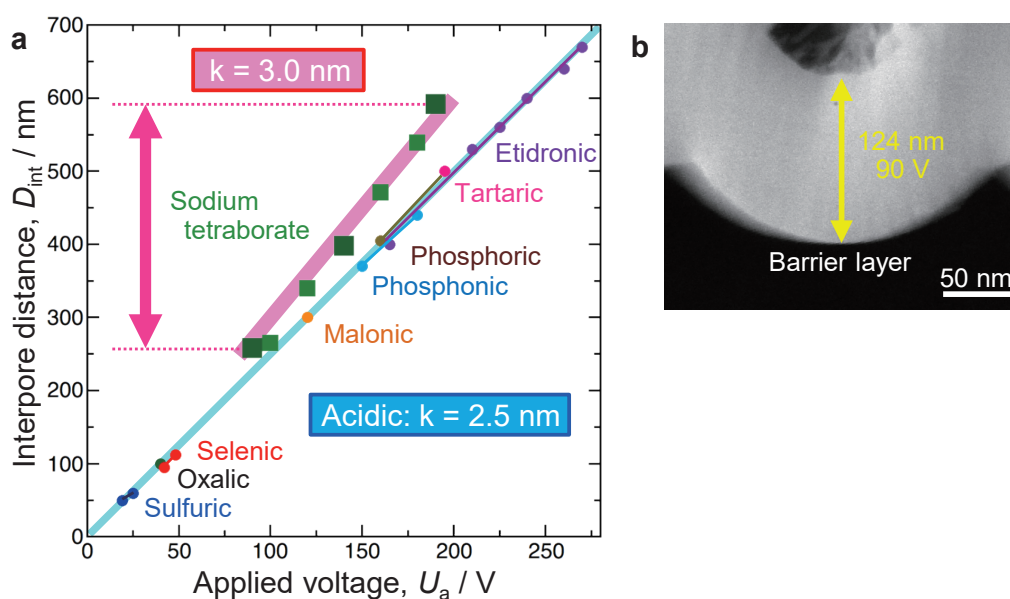 a
700
600
500
400
300
200
100
0
Interpore distance, D_int / nm
k = 3.0 nm
Sodium
tetraborate
Etidronic
Tartaric
Phosphoric
Phosphonic
Malonic
Acidic: k = 2.5 nm
Selenic
Oxalic
Sulfuric
0
50
100
150
200
250
Applied voltage, U_a / V
b
124 nm
90 V
Barrier layer
50 nm